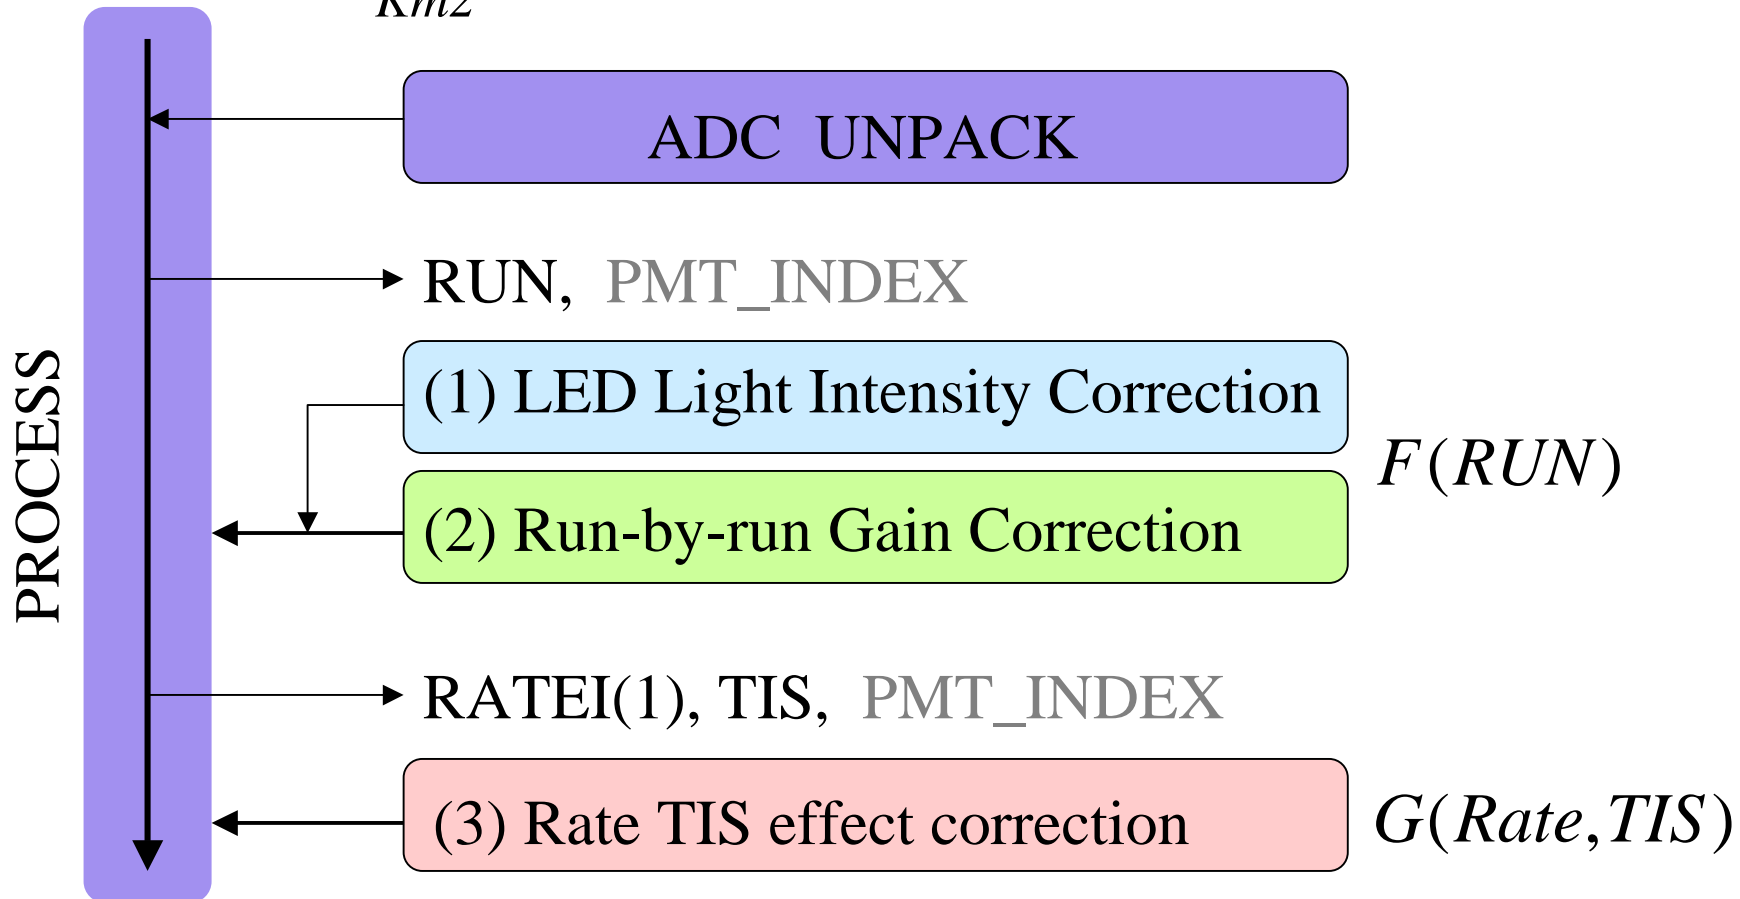 Km2
ADC UNPACK
RUN, PMT_INDEX
(1) LED Light Intensity Correction
F(RUN)
(2) Run-by-run Gain Correction
PROCESS
RATEI(1), TIS, PMT_INDEX
(3) Rate TIS effect correction
G(Rate,TIS)